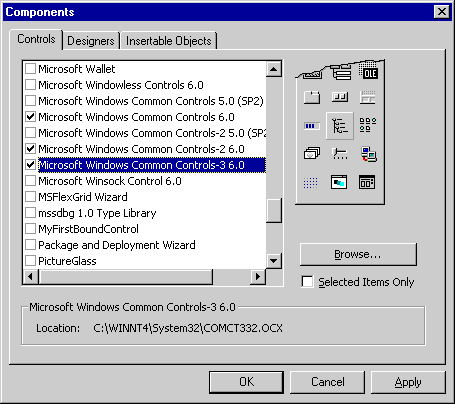 Components
Controls Designers Insertable Objects
Microsoft Wallet
Microsoft Windowless Controls 6.0
Microsoft Windows Common Controls 5.0 (SP2)
Microsoft Windows Common Controls 6.0
Microsoft Windows Common Controls-2 5.0 (SP2
Microsoft Windows Common Controls-2 6.0
Microsoft Windows Common Controls-3 6.0
Microsoft Winsock Control 6.0
MSFlexGrid Wizard
mssdbg 1.0 Type Library
MyFirstBoundControl
Package and Deployment Wizard
PictureGlass
OLE
Browse...
Selected Items Only
Microsoft Windows Common Controls-3 6.0
Location: C:\WINNT4\System32\COMCT332.OCX
OK Cancel Apply